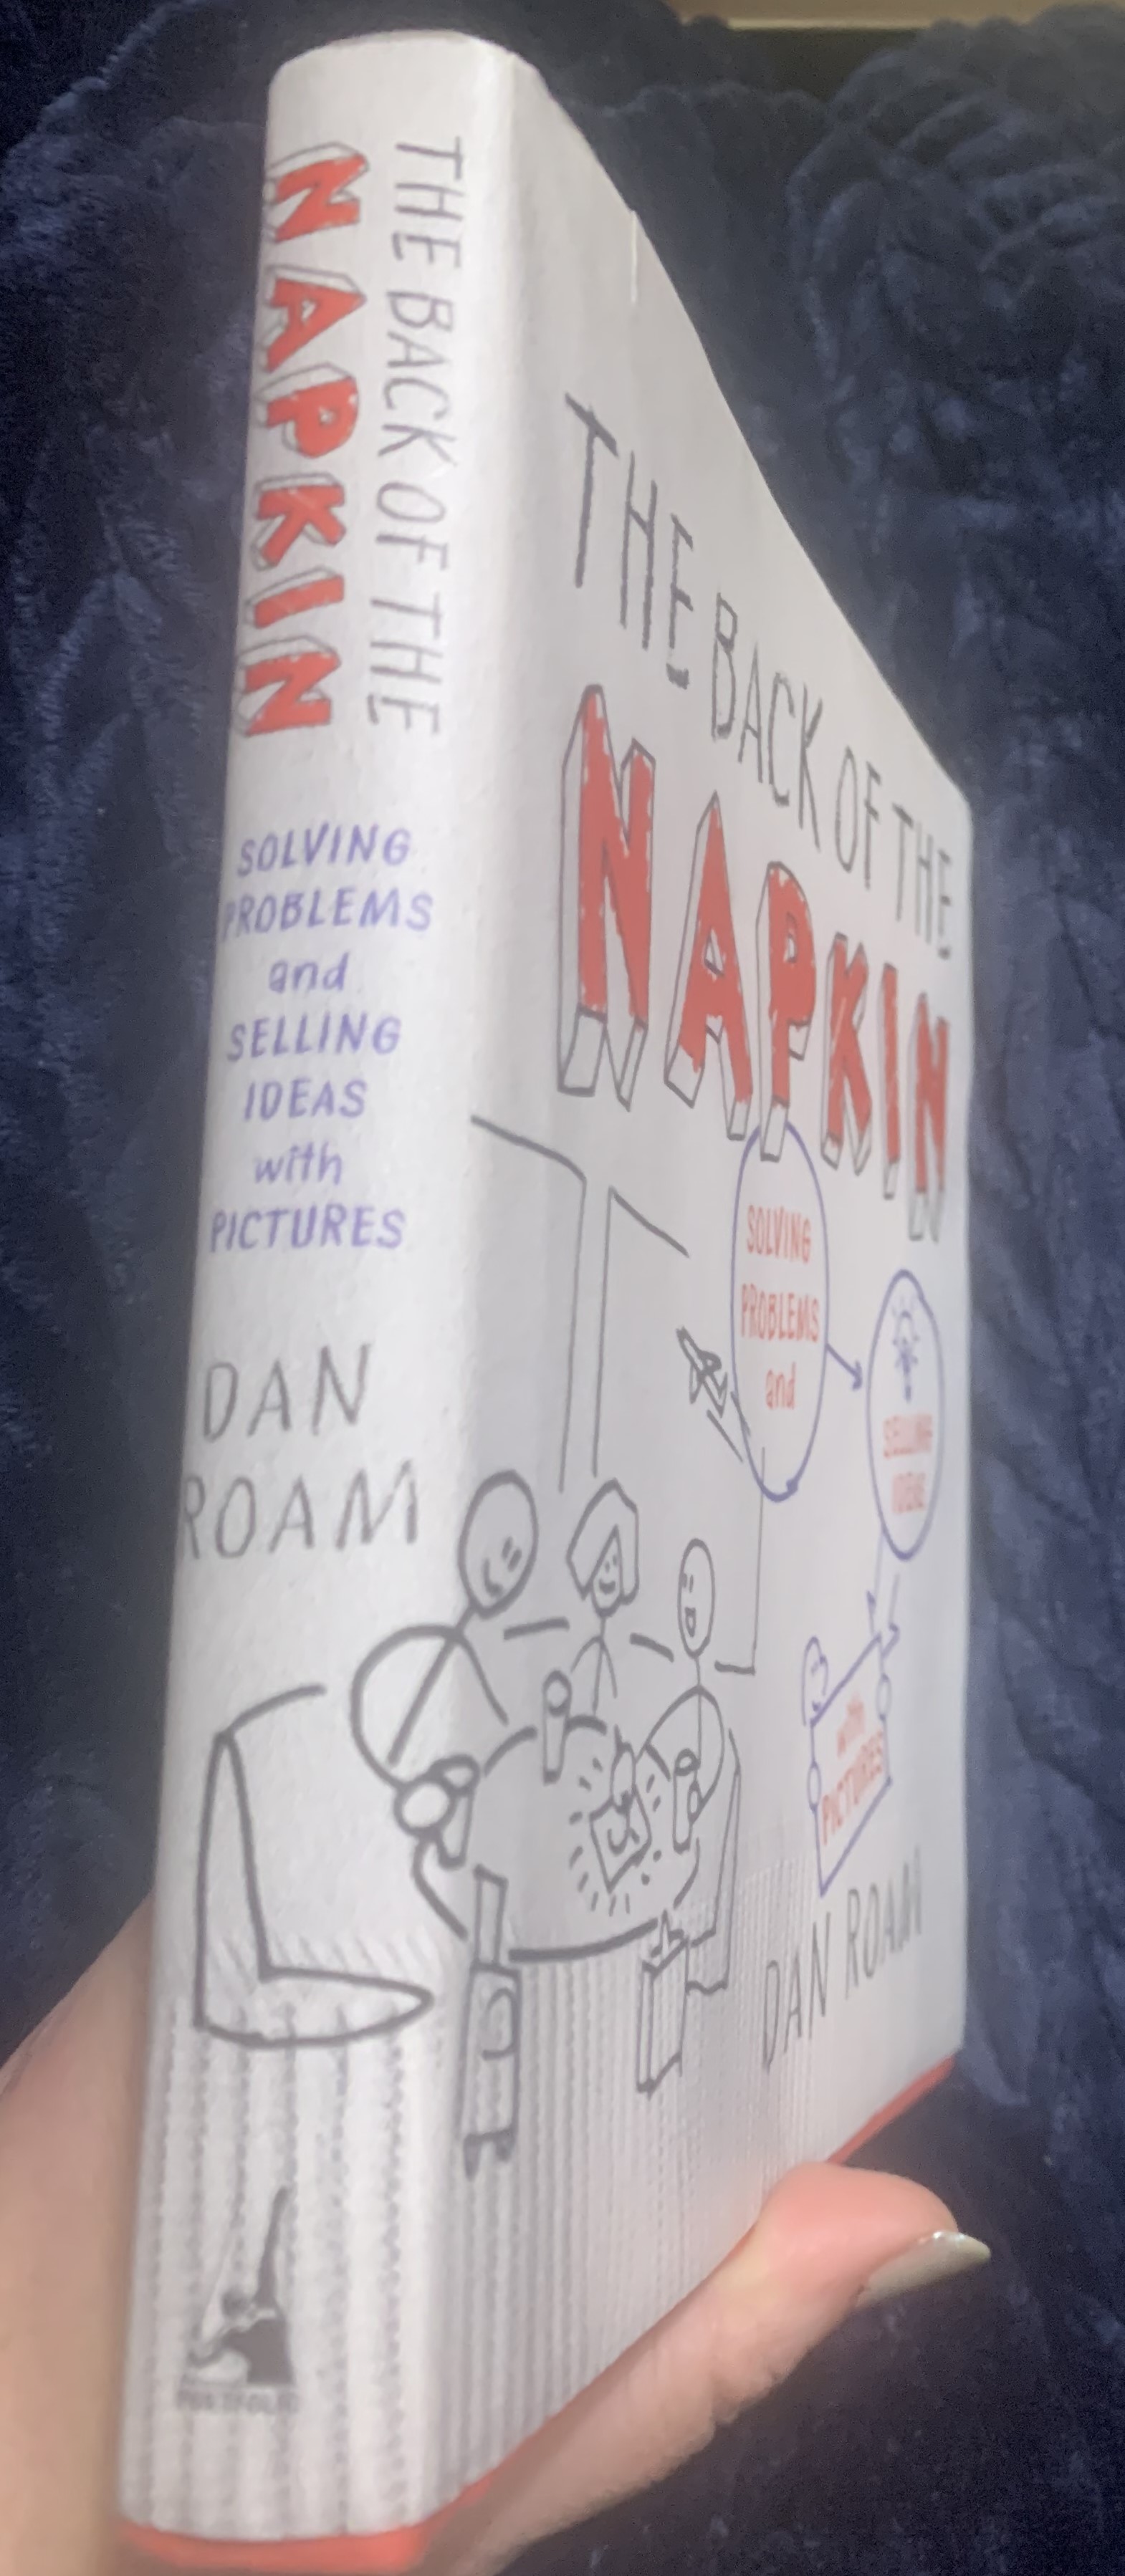 THE BACK OF THE
NAPKIN
SOLVING
PROBLEMS
and
SELLING
IDEAS
with
PICTURES
DAN
ROAM
PORTFOLIO
THE BACK OF THE
NAPKIN
SOLVING
PROBLEMS
and
SELLING
IDEAS
with
PICTURES
DAN ROAM